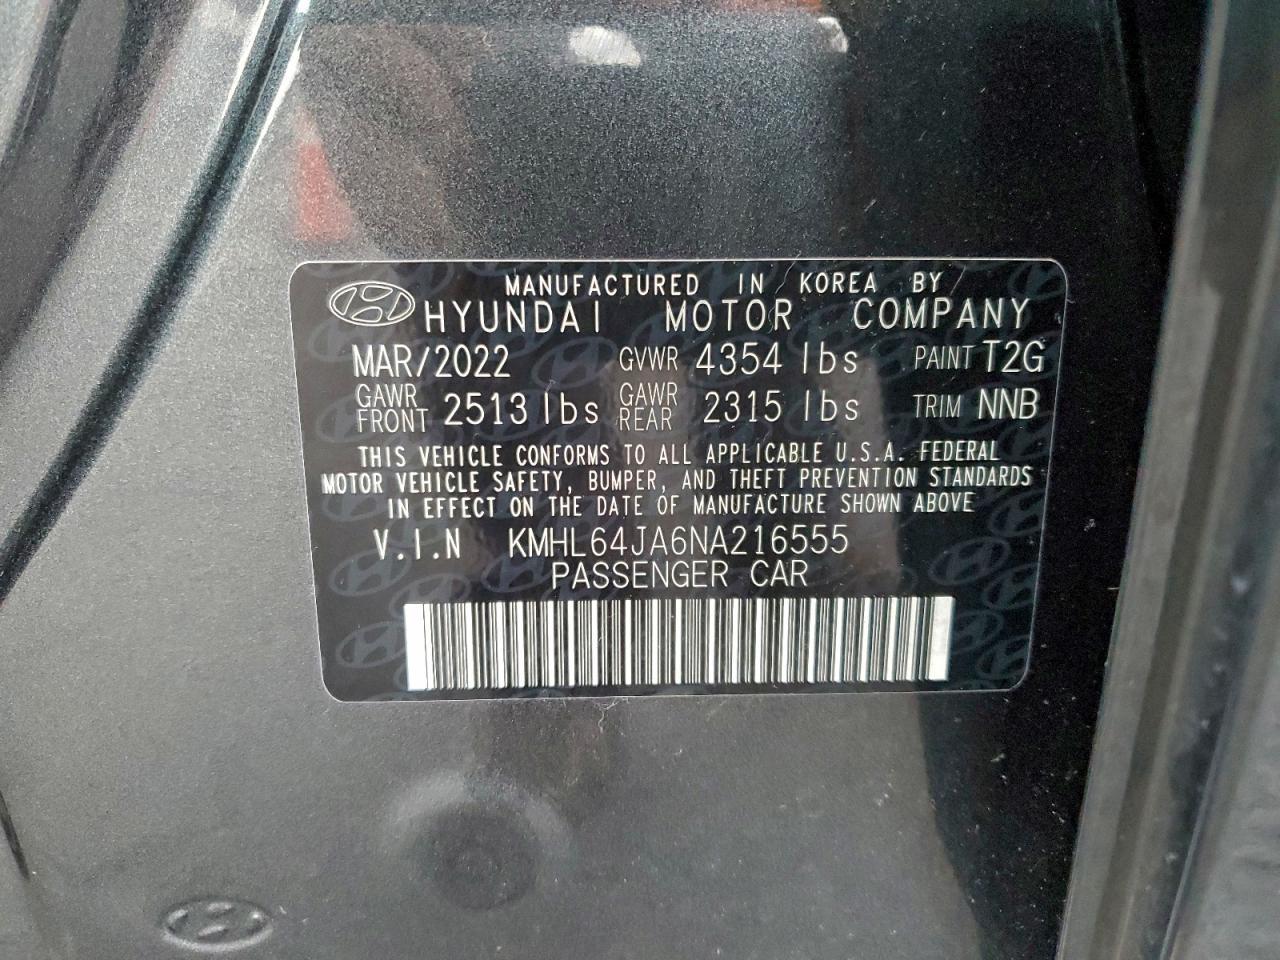 MANUFACTURED IN KOREA BY
HYUNDAI MOTOR COMPANY
MAR/2022 GVWR 4354 lbs PAINT T2G
GAWR FRONT 2513 lbs GAWR REAR 2315 lbs TRIM NNB
THIS VEHICLE CONFORMS TO ALL APPLICABLE U.S.A. FEDERAL
MOTOR VEHICLE SAFETY, BUMPER, AND THEFT PREVENTION STANDARDS
IN EFFECT ON THE DATE OF MANUFACTURE SHOWN ABOVE
V.I.N KMHL64JA6NA216555
PASSENGER CAR